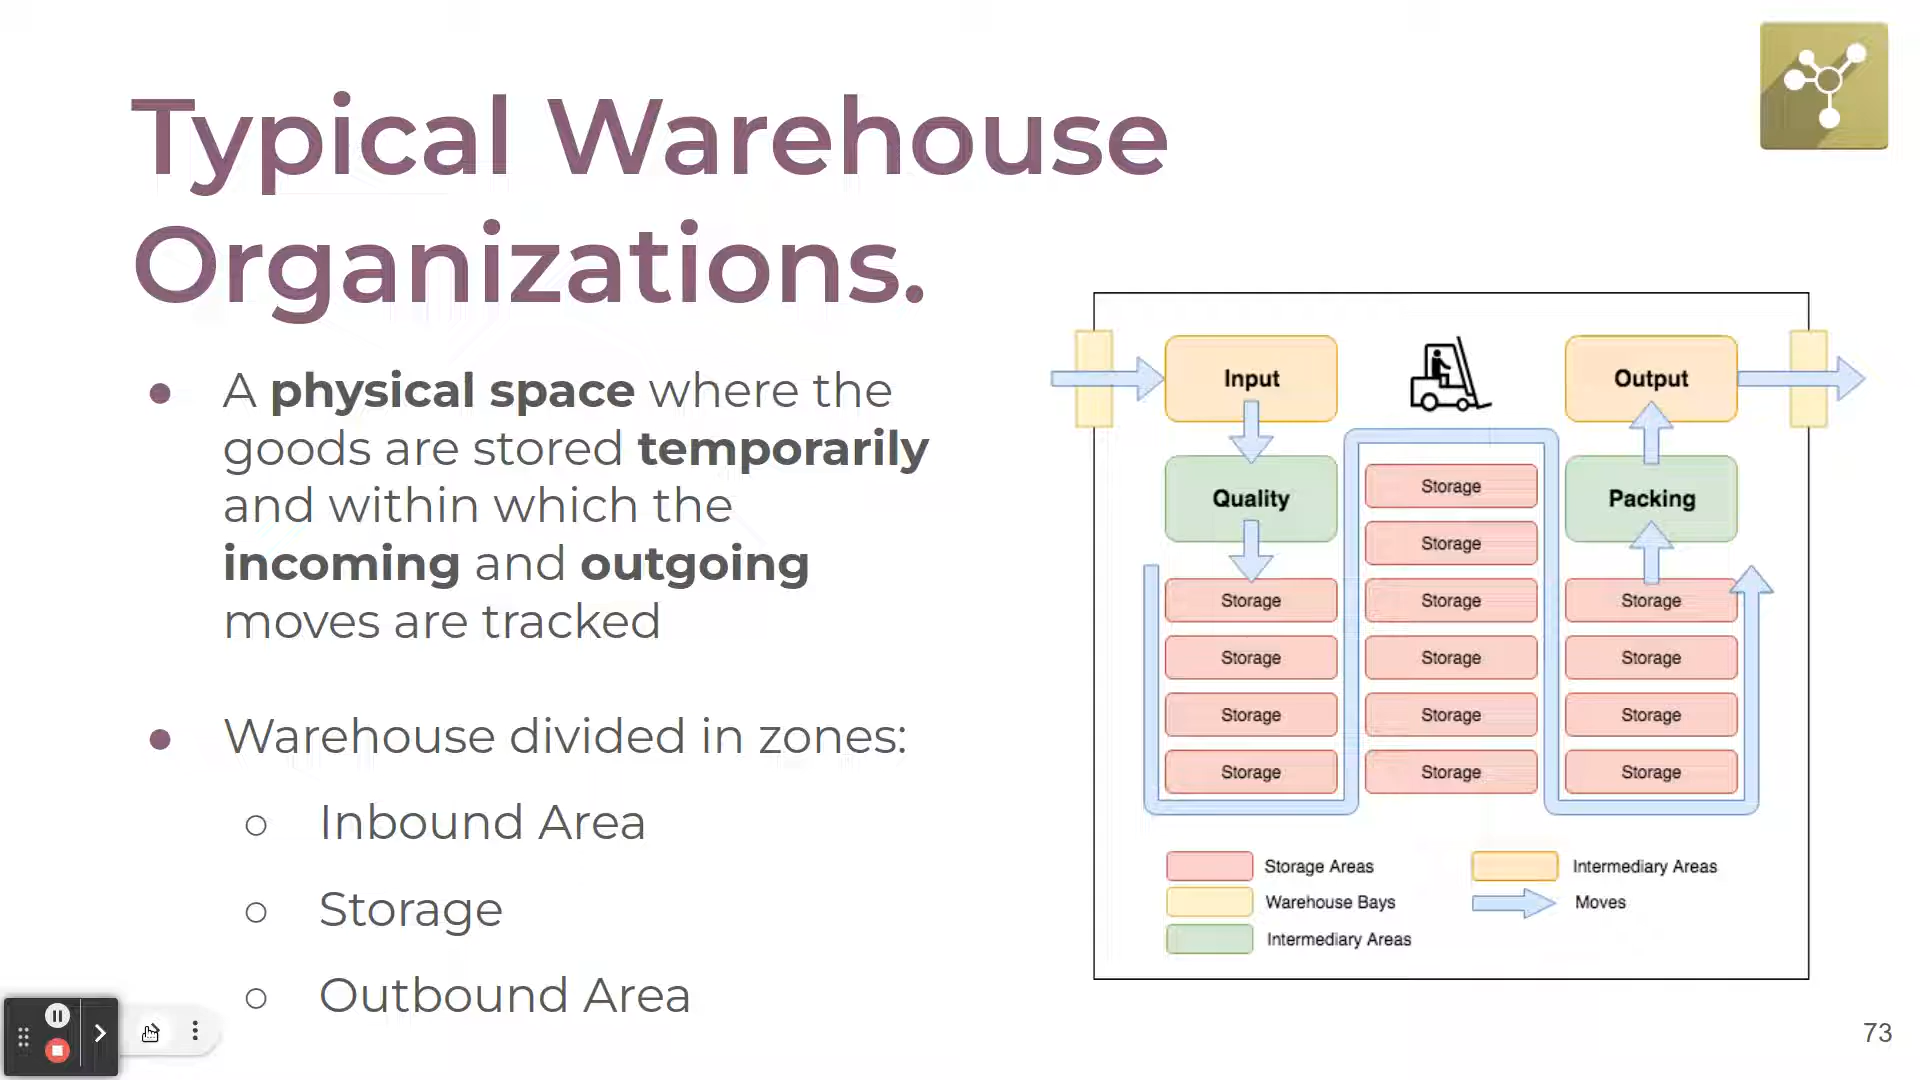 Typical Warehouse
Organizations.
● A physical space where the
goods are stored temporarily
and within which the
incoming and outgoing
moves are tracked
● Warehouse divided in zones:
○ Inbound Area
○ Storage
○ Outbound Area
Input
Output
Quality
Storage
Packing
Storage
Storage
Storage
Storage
Storage
Storage
Storage
Storage
Storage
Storage
Storage
Storage
Storage
Storage Areas
Intermediary Areas
Warehouse Bays
Moves
Intermediary Areas
73